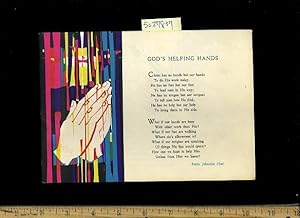 GOD'S HELPING HANDS
Christ has no hands but our hands
To do His work today
He has no feet but our feet
To lead men in His way
He has no tongue but our tongues
To tell men how He died,
He has no help but our help
To bring them to His side.
What if our hands are busy
With other work than His?
What if our feet are walking
Where sin's allurement is?
What if our tongues are speaking
Of things His lips would spurn?
How can we hope to help Him
Unless from Him we learn?
Annie Johnston Flint